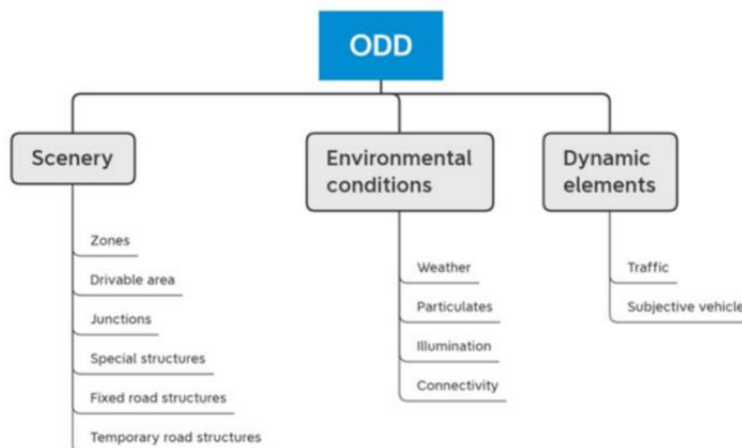 ODD
Scenery
Zones
Drivable area
Junctions
Special structures
Fixed road structures
Temporary road structures
Environmental
conditions
Weather
Particulates
Illumination
Connectivity
Dynamic
elements
Traffic
Subjective vehicle